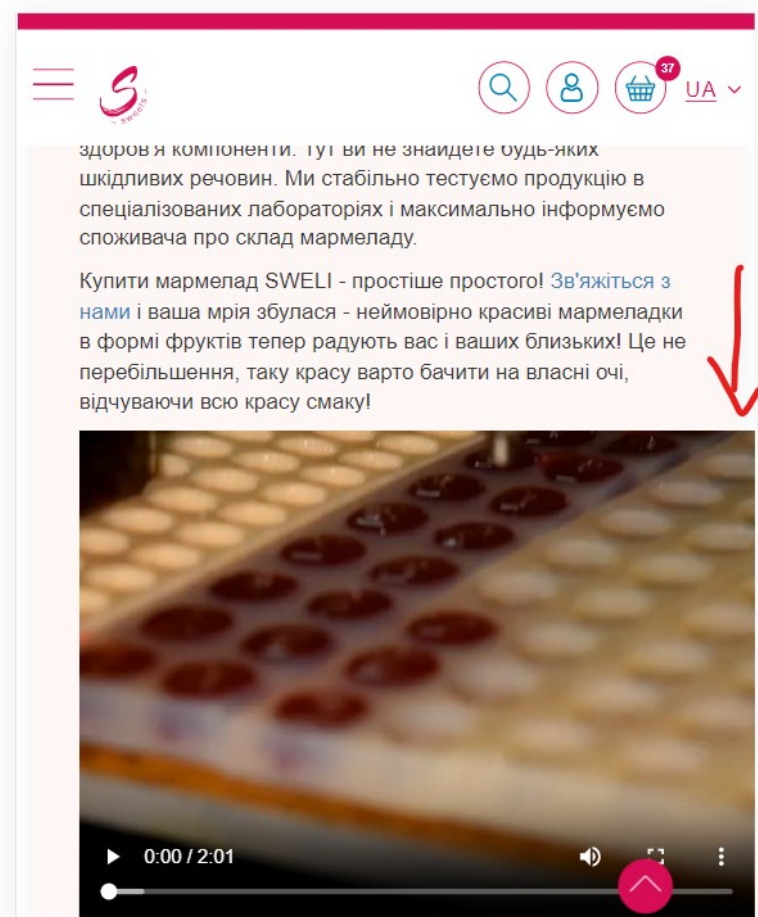 37
UA
- sweets -
здоров'я компоненти. Тут ви не знайдете будь-яких
шкідливих речовин. Ми стабільно тестуємо продукцію в
спеціалізованих лабораторіях і максимально інформуємо
споживача про склад мармеладу.
Купити мармелад SWELI - простіше простого! Зв'яжіться з
нами і ваша мрія збулася - неймовірно красиві мармеладки
в формі фруктів тепер радують вас і ваших близьких! Це не
перебільшення, таку красу варто бачити на власні очі,
відчуваючи всю красу смаку!
0:00 / 2:01